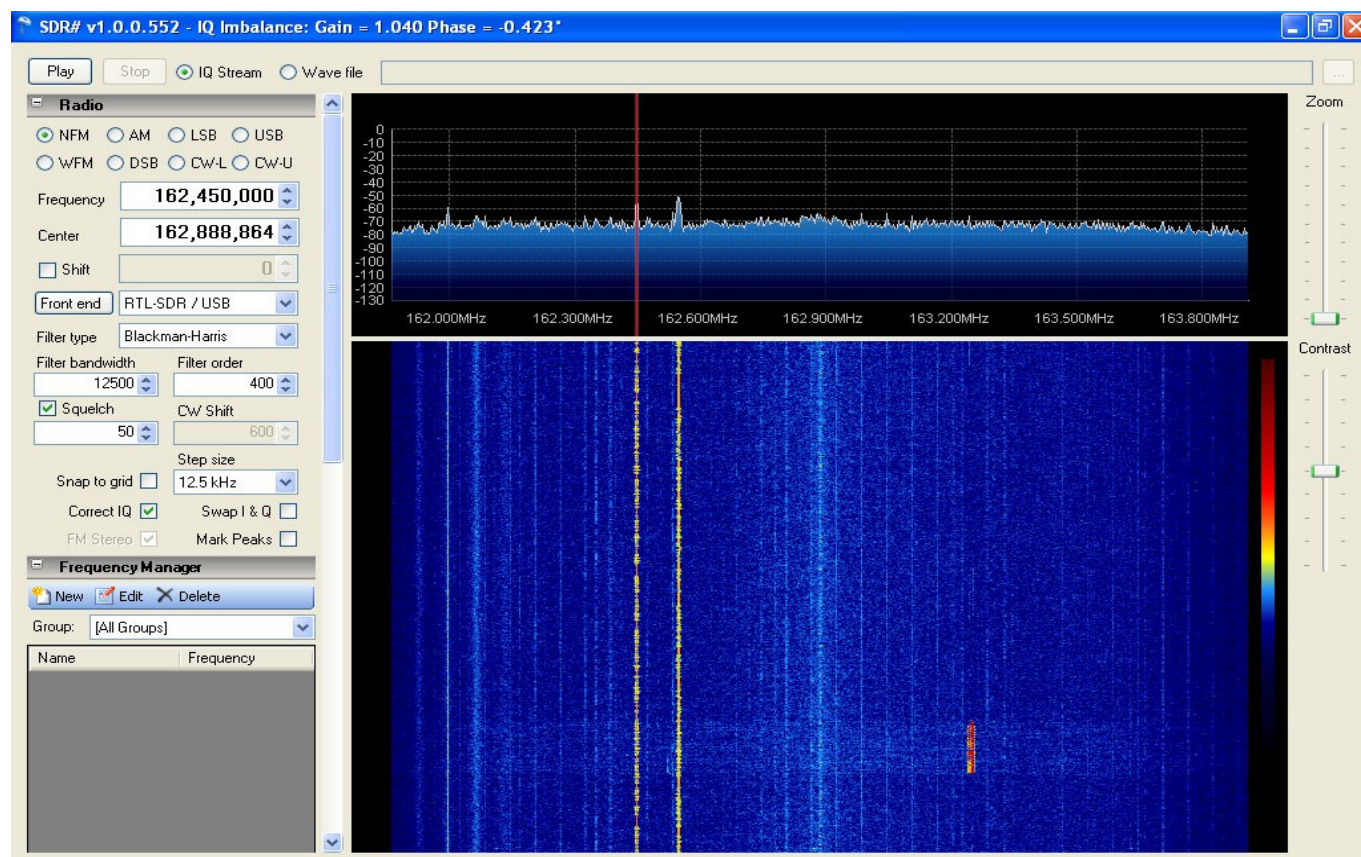 SDR# v1.0.0.552 - IQ Imbalance: Gain = 1.040 Phase = -0.423°
Play Stop IQ Stream Wave file ...
Radio
NFM AM LSB USB
WFM DSB CW-L CW-U
Frequency 162,450,000
Center 162,888,864
Shift 0
Front end RTL-SDR / USB
Filter type Blackman-Harris
Filter bandwidth Filter order
12500 400
Squelch CW Shift
50 600
Step size
Snap to grid 12.5 kHz
Correct IQ Swap I & Q
FM Stereo Mark Peaks
Frequency Manager
New Edit Delete
Group: [All Groups]
Name Frequency
0
-10
-20
-30
-40
-50
-60
-70
-80
-90
-100
-110
-120
-130
162.000MHz 162.300MHz 162.600MHz 162.900MHz 163.200MHz 163.500MHz 163.800MHz
Zoom
Contrast